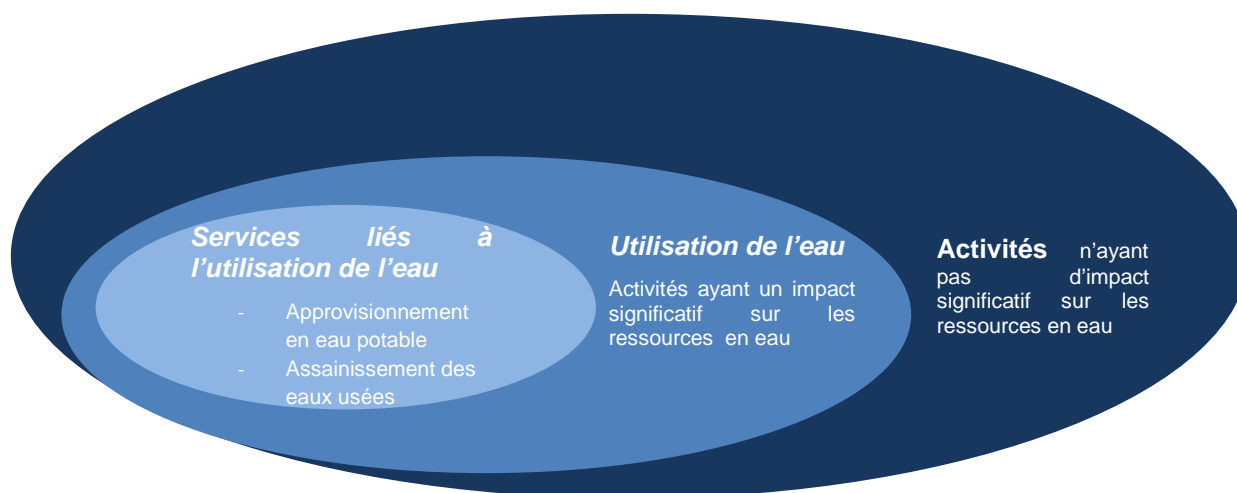 Services liés à
l'utilisation de l'eau
- Approvisionnement
en eau potable
- Assainissement des
eaux usées
Utilisation de l'eau
Activités ayant un impact
significatif sur les
ressources en eau
Activités n'ayant
pas d'impact
significatif sur les
ressources en eau